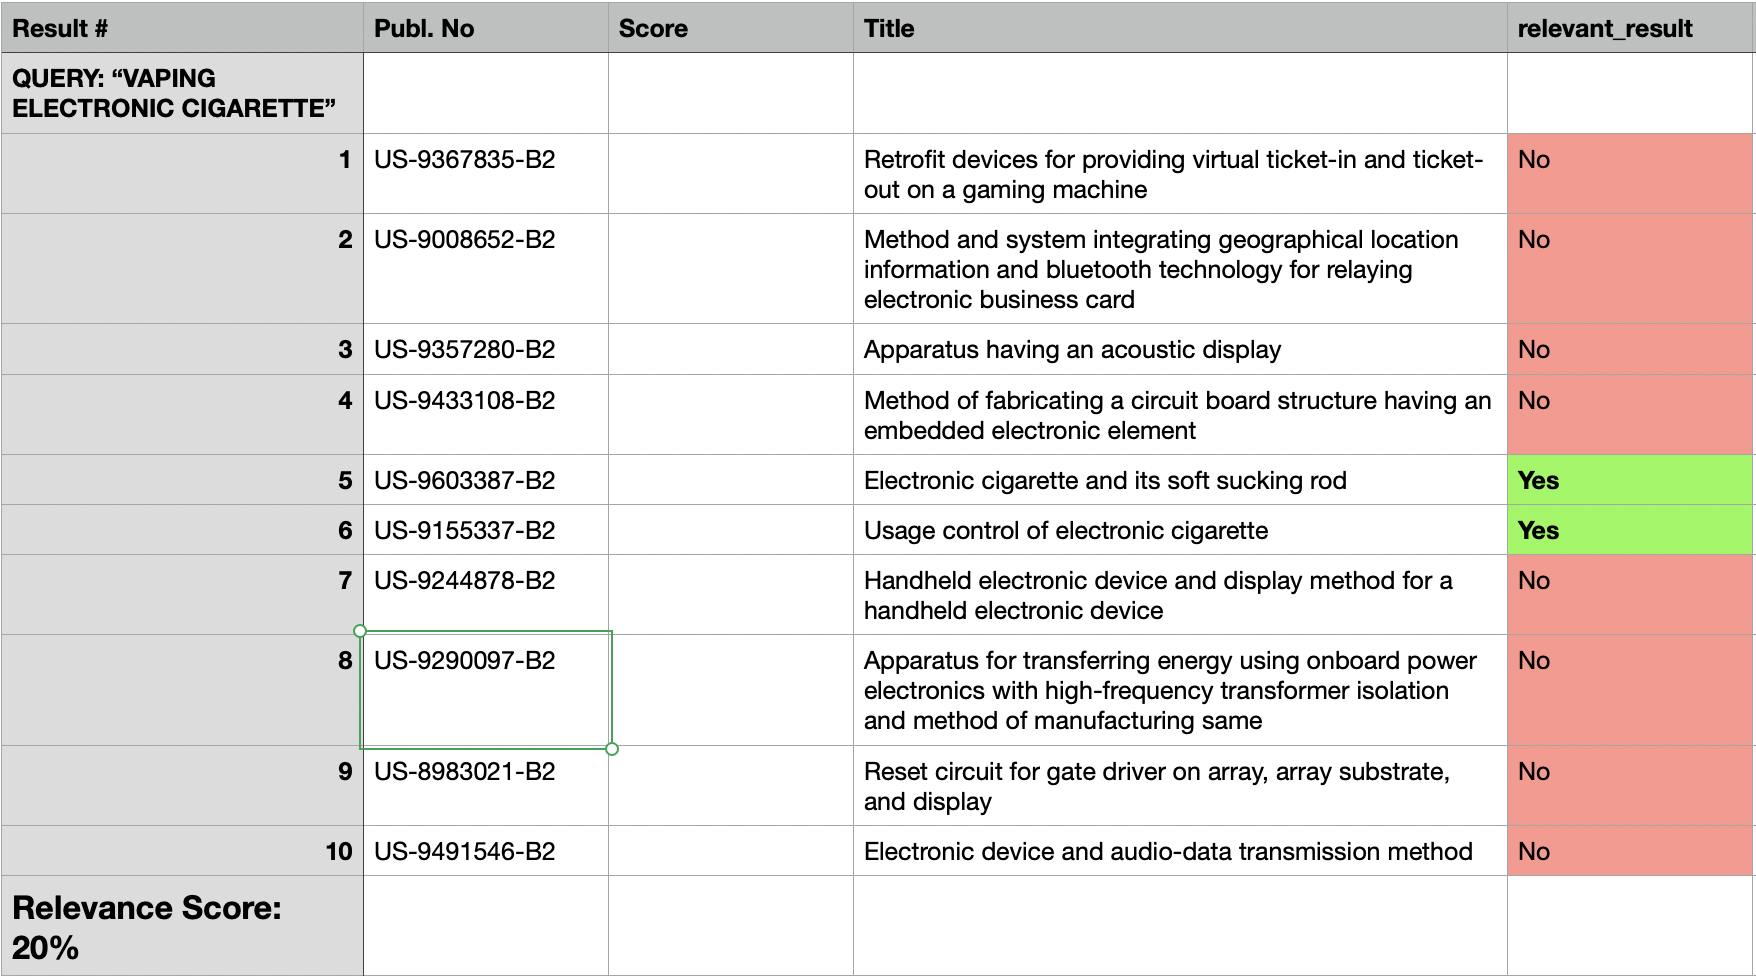 Result # Publ. No Score Title relevant_result
QUERY: “VAPING
ELECTRONIC CIGARETTE”
1 US-9367835-B2 Retrofit devices for providing virtual ticket-in and ticket- No
out on a gaming machine
2 US-9008652-B2 Method and system integrating geographical location No
information and bluetooth technology for relaying
electronic business card
3 US-9357280-B2 Apparatus having an acoustic display No
4 US-9433108-B2 Method of fabricating a circuit board structure having an No
embedded electronic element
5 US-9603387-B2 Electronic cigarette and its soft sucking rod Yes
6 US-9155337-B2 Usage control of electronic cigarette Yes
7 US-9244878-B2 Handheld electronic device and display method for a No
handheld electronic device
8 US-9290097-B2 Apparatus for transferring energy using onboard power No
electronics with high-frequency transformer isolation
and method of manufacturing same
9 US-8983021-B2 Reset circuit for gate driver on array, array substrate, No
and display
10 US-9491546-B2 Electronic device and audio-data transmission method No
Relevance Score:
20%